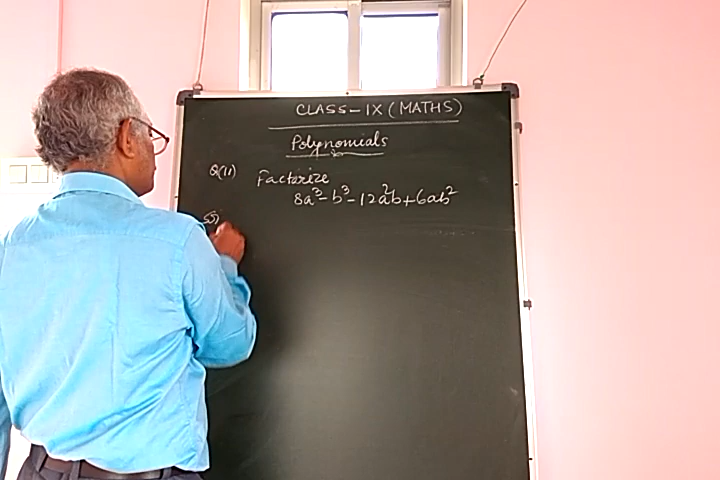 CLASS-IX (MATHS)
Polynomials
Q(11) Factorize
8a³-b³-12a²b+6ab²